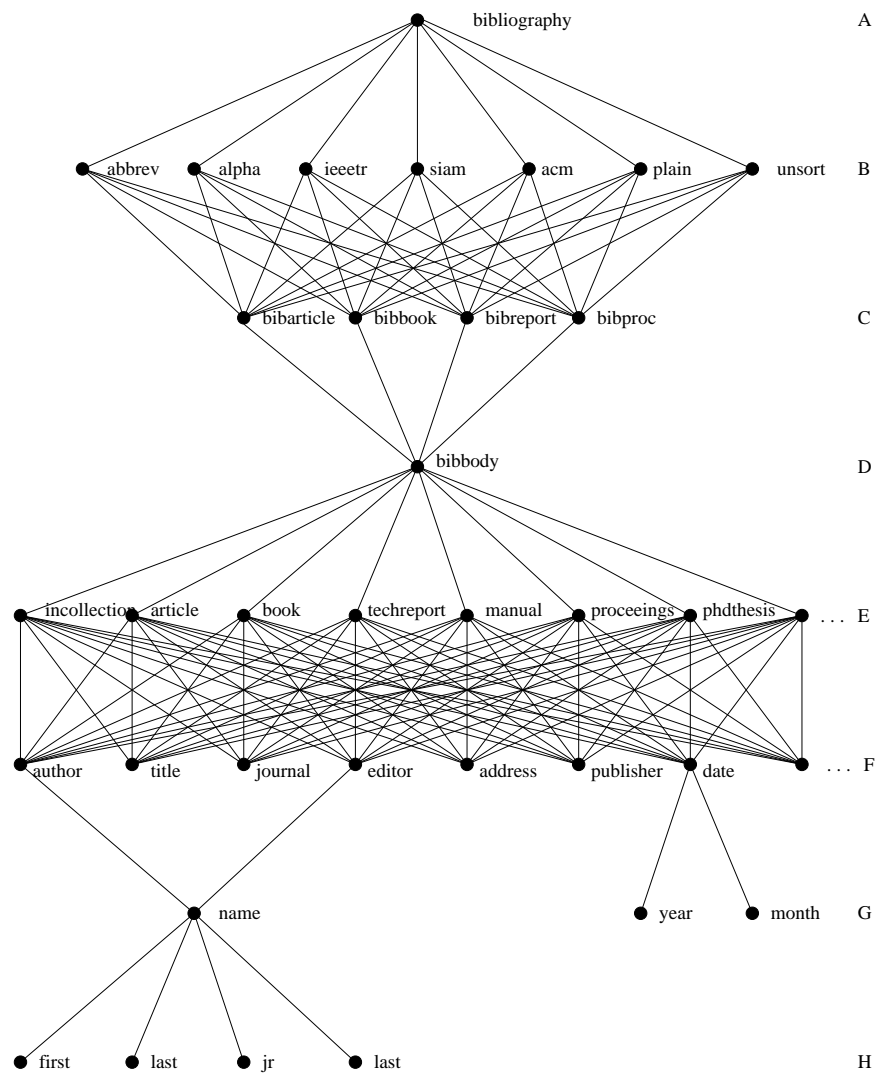 bibliography A
abbrev alpha ieeetr siam acm plain unsort B
bibarticle bibbook bibreport bibproc C
bibbody
D
incollection article book techreport manual proceeings phdthesis . . . E
author title journal editor address publisher date . . . F
name year month G
first last jr last H